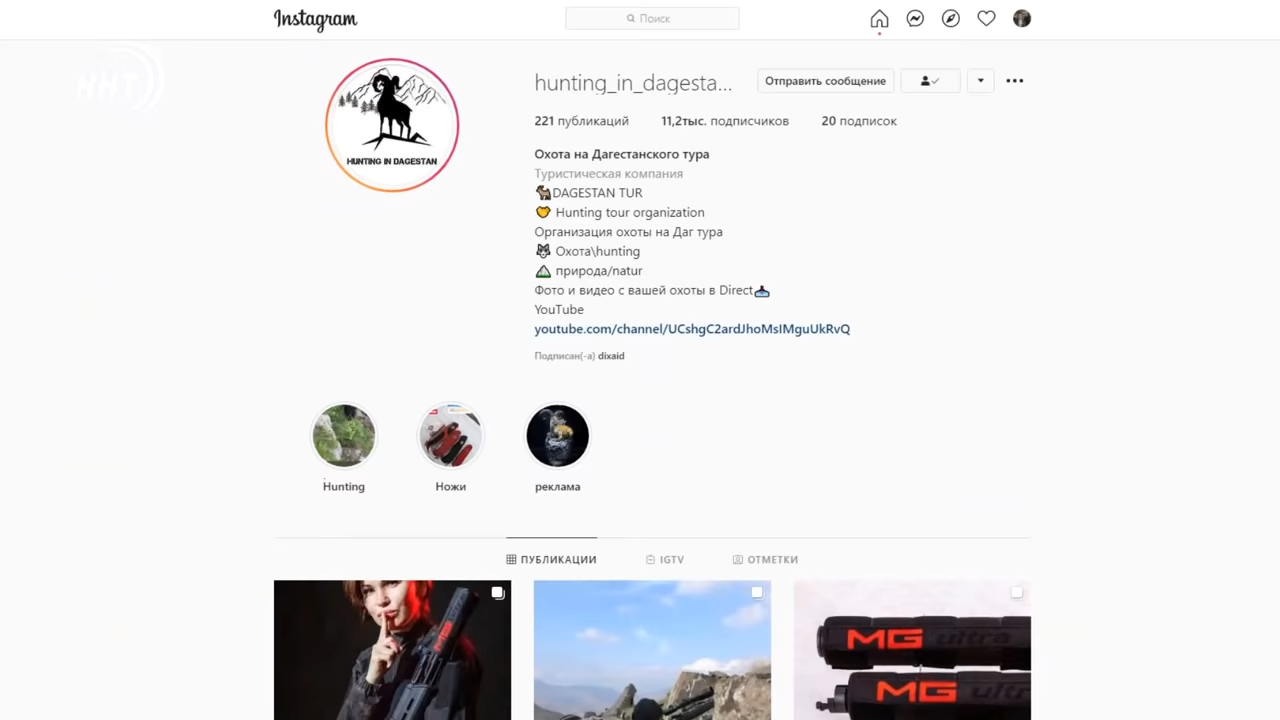 Instagram
Поиск
ННТ
hunting_in_dagesta...
Отправить сообщение
221 публикаций 11,2тыс. подписчиков 20 подписок
HUNTING IN DAGESTAN
Охота на Дагестанского тура
Туристическая компания
DAGESTAN TUR
Hunting tour organization
Организация охоты на Даг тура
Охота\hunting
природа/natur
Фото и видео с вашей охоты в Direct
YouTube
youtube.com/channel/UCshgC2ardJhoMsIMguUkRvQ
Подписан(-а) dixaid
Hunting Ножи реклама
ПУБЛИКАЦИИ IGTV ОТМЕТКИ
MG
MG ultra
MG ultr